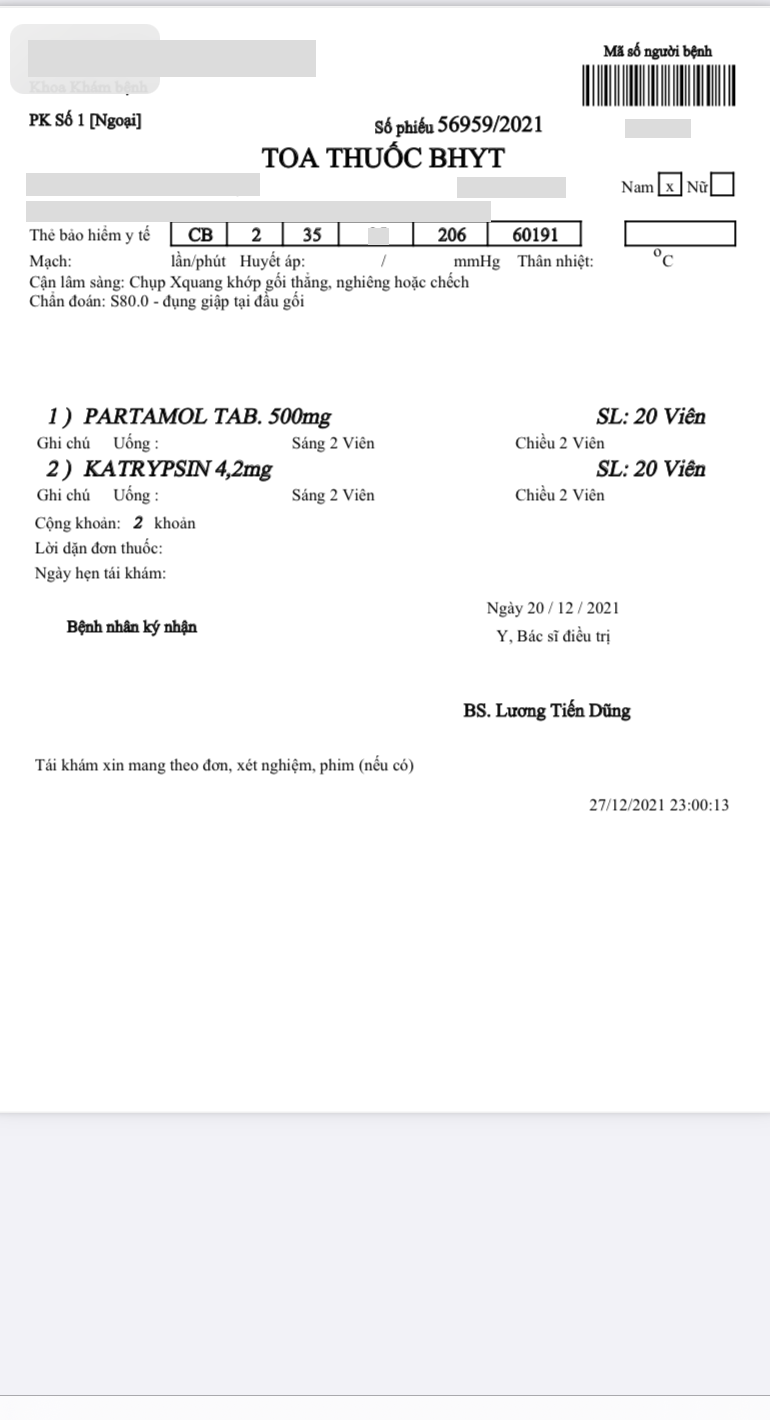 Mã số người bệnh
Khoa Khám bệnh
PK Số 1 [Ngoại]
Số phiếu 56959/2021
TOA THUỐC BHYT
Nam x Nữ
Thẻ bảo hiểm y tế CB 2 35 206 60191
Mạch: lần/phút Huyết áp: / mmHg Thân nhiệt: °C
Cận lâm sàng: Chụp Xquang khớp gối thẳng, nghiêng hoặc chếch
Chẩn đoán: S80.0 - đụng giập tại đầu gối
1 ) PARTAMOL TAB. 500mg SL: 20 Viên
Ghi chú Uống : Sáng 2 Viên Chiều 2 Viên
2 ) KATRYPSIN 4,2mg SL: 20 Viên
Ghi chú Uống : Sáng 2 Viên Chiều 2 Viên
Cộng khoản: 2 khoản
Lời dặn đơn thuốc:
Ngày hẹn tái khám:
Ngày 20 / 12 / 2021
Bệnh nhân ký nhận
Y, Bác sĩ điều trị
BS. Lương Tiến Dũng
Tái khám xin mang theo đơn, xét nghiệm, phim (nếu có)
27/12/2021 23:00:13